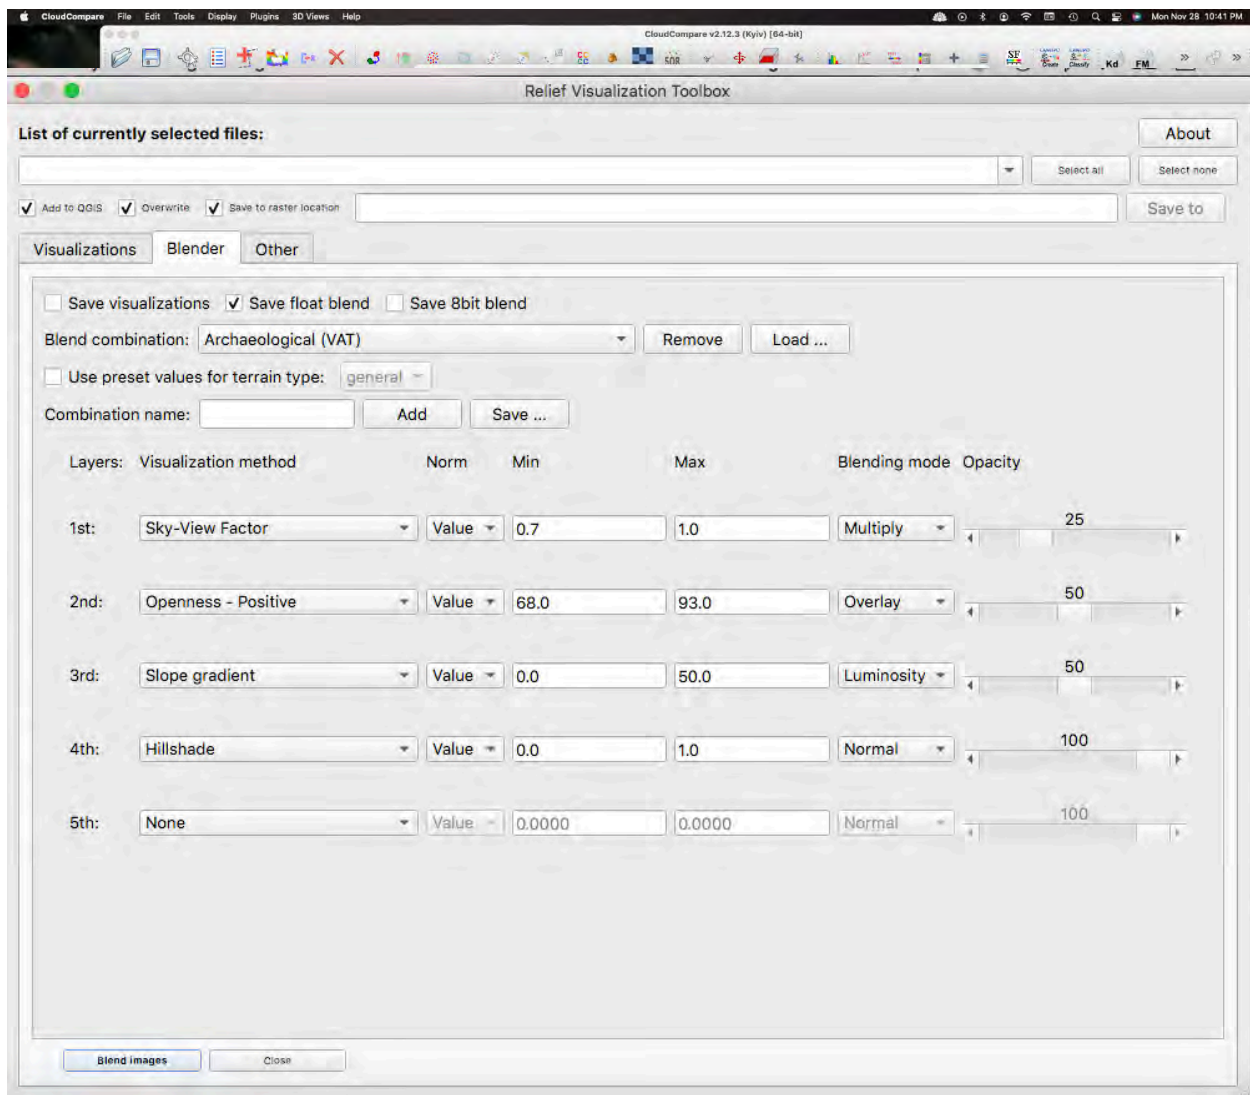 CloudCompare File Edit Tools Display Plugins 3D Views Help Mon Nov 28 10:41 PM
CloudCompare v2.12.3 (Kyiv) [64-bit]
SOR SF Create Classify Kd FM
Relief Visualization Toolbox
List of currently selected files: About
Select all Select none
Add to QGIS Overwrite Save to raster location Save to
Visualizations Blender Other
Save visualizations Save float blend Save 8bit blend
Blend combination: Archaeological (VAT) Remove Load ...
Use preset values for terrain type: general
Combination name: Add Save ...
Layers: Visualization method Norm Min Max Blending mode Opacity
1st: Sky-View Factor Value 0.7 1.0 Multiply 25
2nd: Openness - Positive Value 68.0 93.0 Overlay 50
3rd: Slope gradient Value 0.0 50.0 Luminosity 50
4th: Hillshade Value 0.0 1.0 Normal 100
5th: None Value 0.0000 0.0000 Normal 100
Blend images Close